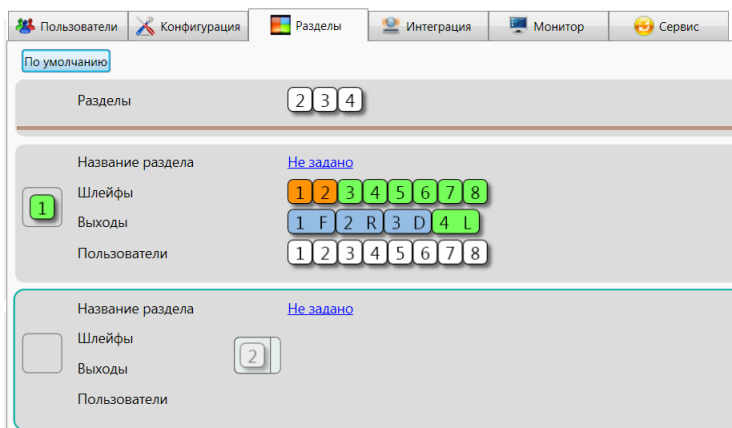 Пользователи Конфигурация Разделы Интеграция Монитор Сервис
По умолчанию
Разделы 2 3 4
Название раздела Не задано
Шлейфы 1 2 3 4 5 6 7 8
1
Выходы 1 F 2 R 3 D 4 L
Пользователи 1 2 3 4 5 6 7 8
Название раздела Не задано
Шлейфы
2
Выходы
Пользователи